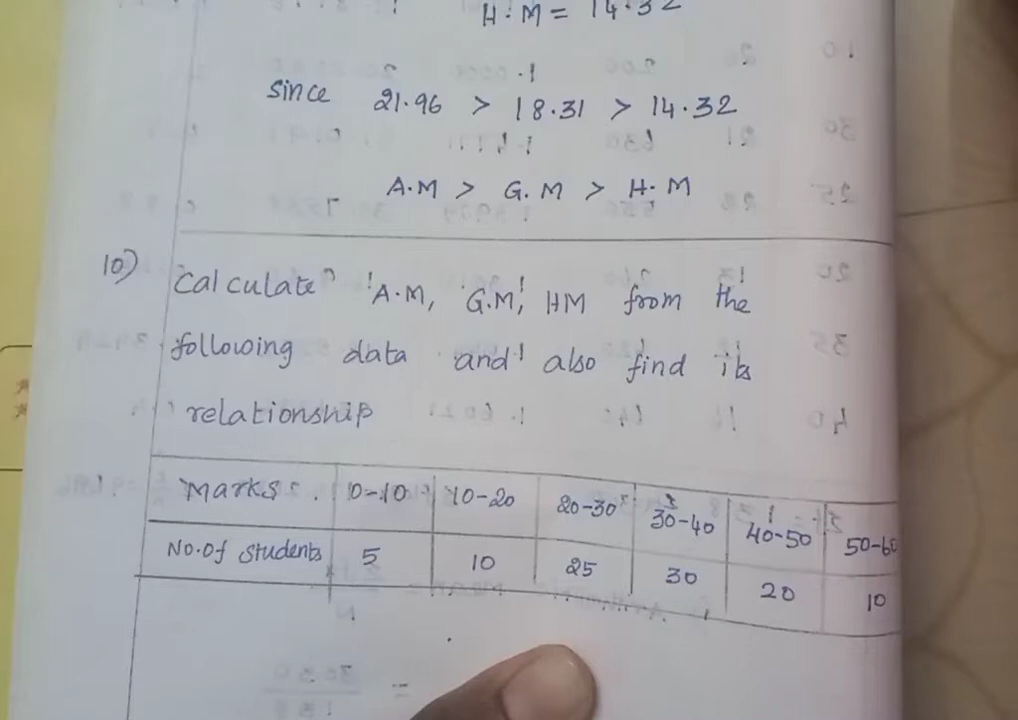 H.M = 14.32
since 21.96 > 18.31 > 14.32
A.M > G.M > H.M
10) Calculate A.M, G.M, HM from the
following data and also find its
relationship
Marks 0-10 10-20 20-30 30-40 40-50 50-60
No.Of Students 5 10 25 30 20 10